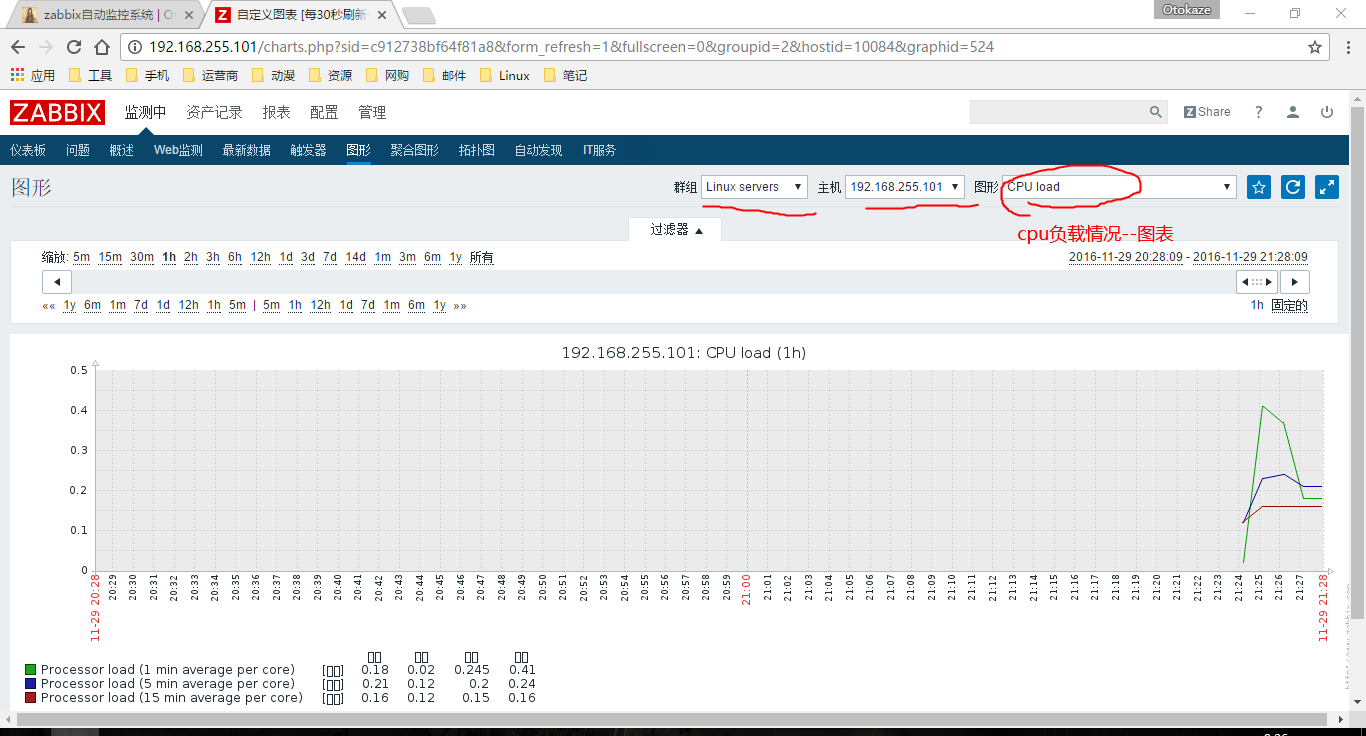 zabbix自动监控系统 | O
自定义图表 [每30秒刷新
Otokaze
192.168.255.101/charts.php?sid=c912738bf64f81a8&form_refresh=1&fullscreen=0&groupid=2&hostid=10084&graphid=524
应用 工具 手机 运营商 动漫 资源 网购 邮件 Linux 笔记
ZABBIX 监测中 资产记录 报表 配置 管理 Z Share ?
仪表板 问题 概述 Web监测 最新数据 触发器 图形 聚合图形 拓扑图 自动发现 IT服务
图形 群组 Linux servers 主机 192.168.255.101 图形 CPU load
过滤器
cpu负载情况--图表
缩放: 5m 15m 30m 1h 2h 3h 6h 12h 1d 3d 7d 14d 1m 3m 6m 1y 所有 2016-11-29 20:28:09 - 2016-11-29 21:28:09
«« 1y 6m 1m 7d 1d 12h 1h 5m | 5m 1h 12h 1d 7d 1m 6m 1y »» 1h 固定的
192.168.255.101: CPU load (1h)
0.5
0.4
0.3
0.2
0.1
0
11-29 20:28 20:29 20:30 20:31 20:32 20:33 20:34 20:35 20:36 20:37 20:38 20:39 20:40 20:41 20:42 20:43 20:44 20:45 20:46 20:47 20:48 20:49 20:50 20:51 20:52 20:53 20:54 20:55 20:56 20:57 20:58 20:59 21:00 21:01 21:02 21:03 21:04 21:05 21:06 21:07 21:08 21:09 21:10 21:11 21:12 21:13 21:14 21:15 21:16 21:17 21:18 21:19 21:20 21:21 21:22 21:23 21:24 21:25 21:26 21:27 11-29 21:28
Processor load (1 min average per core) 0.18 0.02 0.245 0.41
Processor load (5 min average per core) 0.21 0.12 0.2 0.24
Processor load (15 min average per core) 0.16 0.12 0.15 0.16